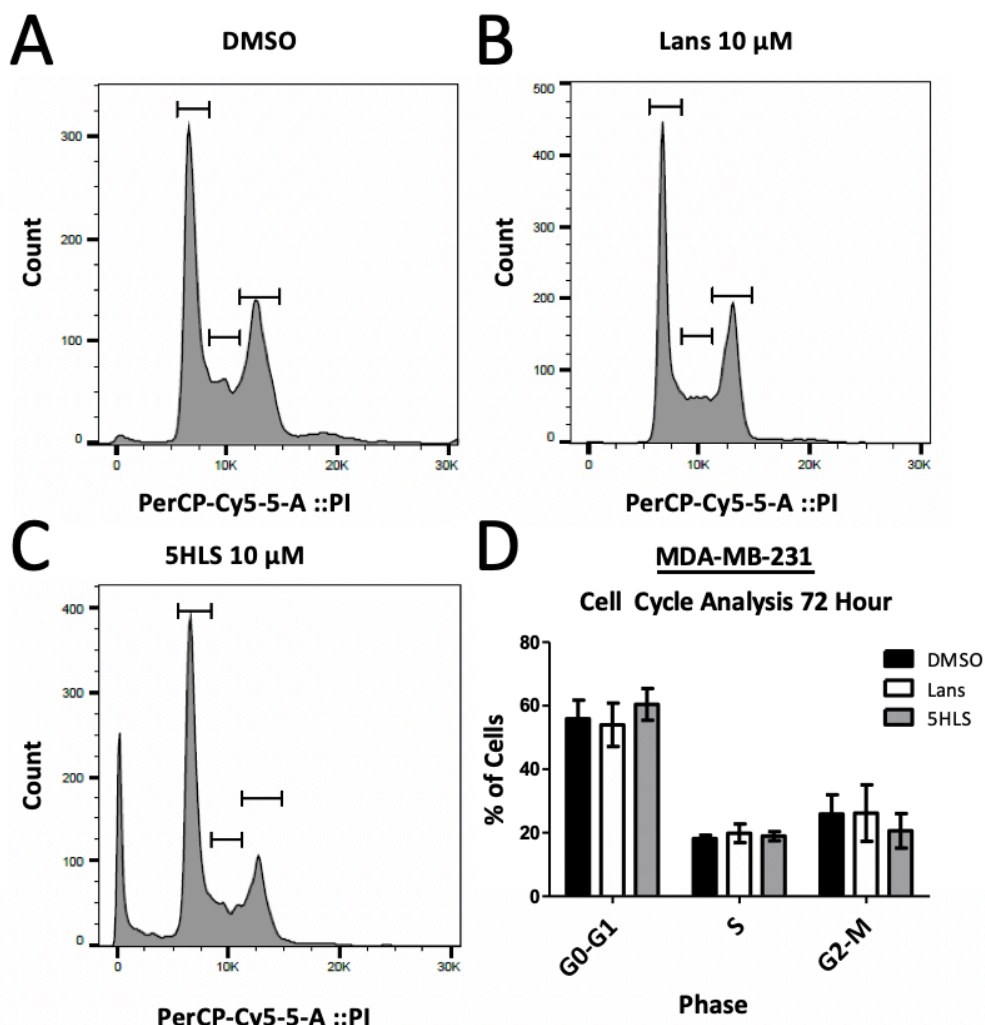 A
DMSO
Count
300
200
100
0
0
10K
20K
30K
PerCP-Cy5-5-A ::PI
B
Lans 10 µM
Count
500
400
300
200
100
0
0
10K
20K
30K
PerCP-Cy5-5-A ::PI
C
5HLS 10 µM
Count
400
300
200
100
0
0
10K
20K
30K
PerCP-Cy5-5-A ::PI
D
MDA-MB-231
Cell Cycle Analysis 72 Hour
% of Cells
80
60
40
20
0
DMSO
Lans
5HLS
G0-G1
S
G2-M
Phase